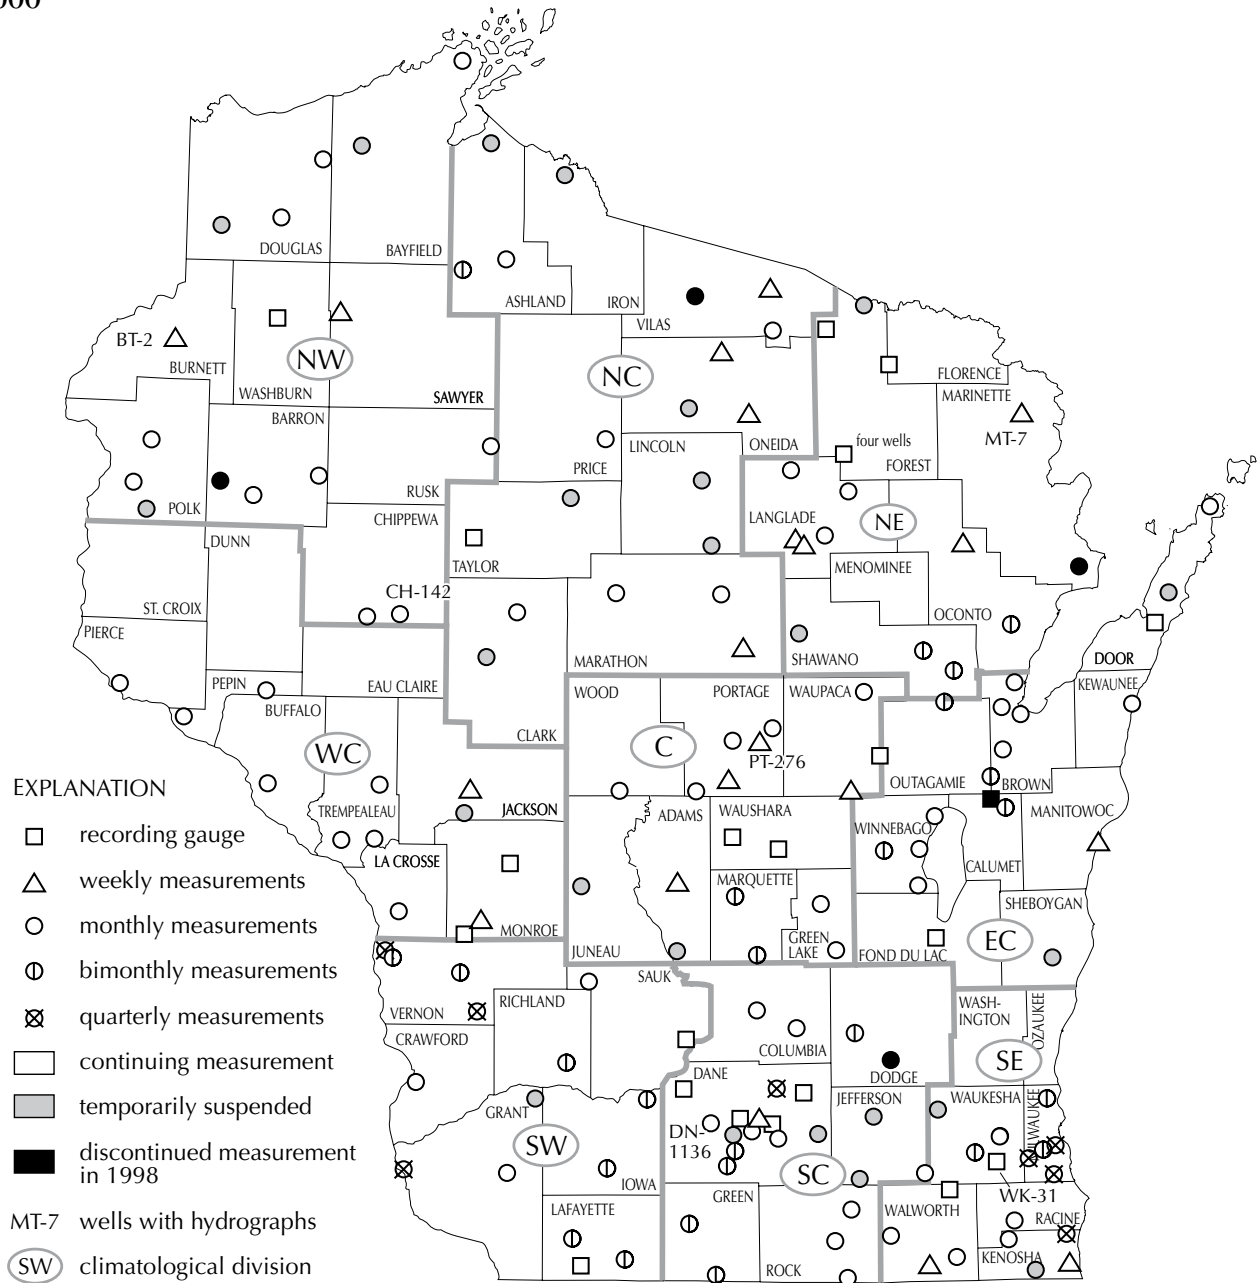 DOUGLAS
BAYFIELD
ASHLAND
IRON
VILAS
BT-2
BURNETT
NW
WASHBURN
SAWYER
NC
FLORENCE
MARINETTE
MT-7
BARRON
LINCOLN
ONEIDA
four wells
FOREST
PRICE
POLK
RUSK
CHIPPEWA
LANGLADE
NE
DUNN
TAYLOR
MENOMINEE
CH-142
ST. CROIX
OCONTO
PIERCE
MARATHON
SHAWANO
DOOR
PEPIN
EAU CLAIRE
WOOD
PORTAGE
WAUPACA
KEWAUNEE
BUFFALO
CLARK
WC
C
PT-276
OUTAGAMIE
BROWN
EXPLANATION
TREMPEALEAU
JACKSON
ADAMS
WAUSHARA
MANITOWOC
recording gauge
WINNEBAGO
LA CROSSE
CALUMET
weekly measurements
MARQUETTE
SHEBOYGAN
monthly measurements
MONROE
JUNEAU
GREEN
LAKE
FOND DU LAC
EC
bimonthly measurements
SAUK
RICHLAND
WASH-
INGTON
OZAUKEE
quarterly measurements
VERNON
CRAWFORD
COLUMBIA
SE
continuing measurement
DANE
DODGE
temporarily suspended
GRANT
JEFFERSON
WAUKESHA
MILWAUKEE
DN-
1136
discontinued measurement
in 1998
SW
SC
IOWA
WK-31
MT-7 wells with hydrographs
LAFAYETTE
GREEN
WALWORTH
RACINE
SW climatological division
ROCK
KENOSHA